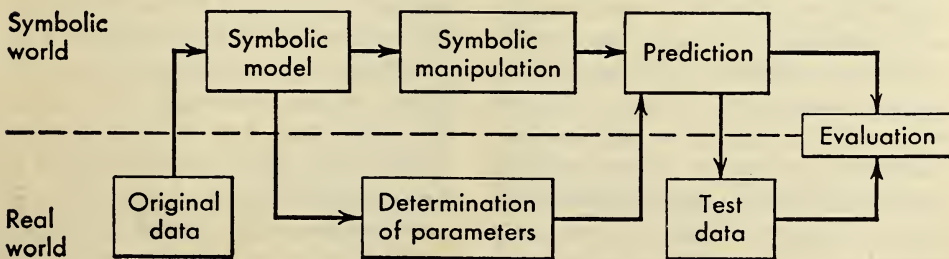 Symbolic
world
Symbolic
model
Symbolic
manipulation
Prediction
Evaluation
Real
world
Original
data
Determination
of parameters
Test
data